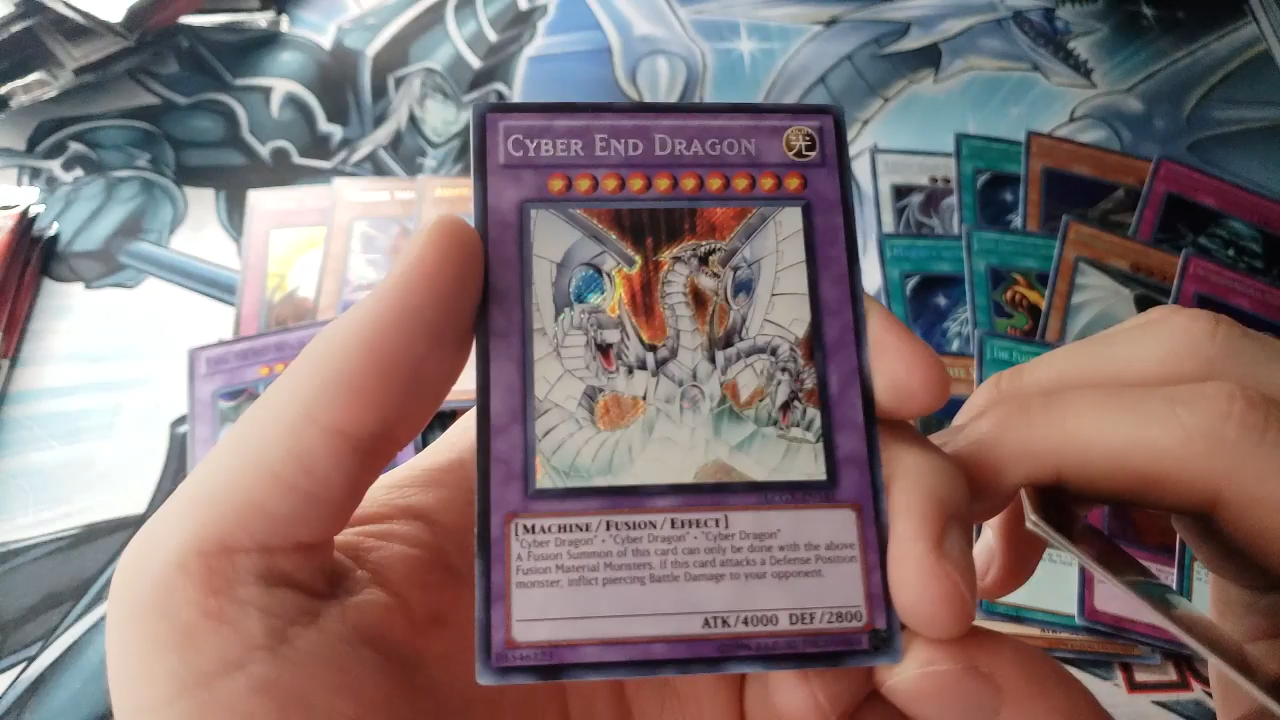 CYBER END DRAGON
光
[MACHINE/FUSION/EFFECT]
"Cyber Dragon" + "Cyber Dragon" + "Cyber Dragon"
A Fusion Summon of this card can only be done with the above
Fusion Material Monsters. If this card attacks a Defense Position
monster, inflict piercing Battle Damage to your opponent.
ATK/4000 DEF/2800
THE